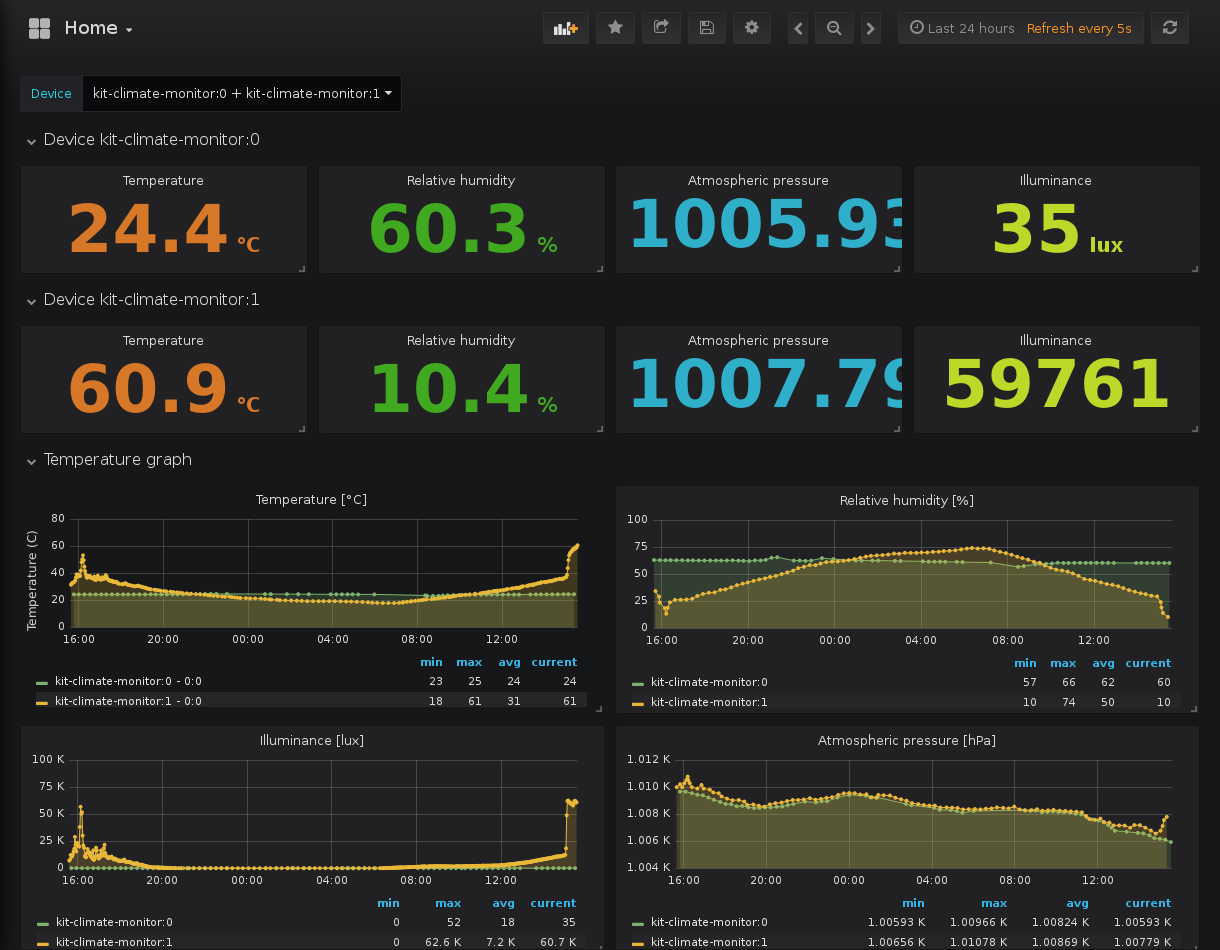 Home
Last 24 hours Refresh every 5s
Device kit-climate-monitor:0 + kit-climate-monitor:1
Device kit-climate-monitor:0
Temperature Relative humidity Atmospheric pressure Illuminance
24.4 °C 60.3 % 1005.93 35 lux
Device kit-climate-monitor:1
Temperature Relative humidity Atmospheric pressure Illuminance
60.9 °C 10.4 % 1007.79 59761
Temperature graph
Temperature [°C]
Temperature (C)
80
60
40
20
0
16:00 20:00 00:00 04:00 08:00 12:00
min max avg current
kit-climate-monitor:0 - 0:0 23 25 24 24
kit-climate-monitor:1 - 0:0 18 61 31 61
Relative humidity [%]
100
75
50
25
0
16:00 20:00 00:00 04:00 08:00 12:00
min max avg current
kit-climate-monitor:0 57 66 62 60
kit-climate-monitor:1 10 74 50 10
Illuminance [lux]
100 K
75 K
50 K
25 K
0
16:00 20:00 00:00 04:00 08:00 12:00
min max avg current
kit-climate-monitor:0 0 52 18 35
kit-climate-monitor:1 0 62.6 K 7.2 K 60.7 K
Atmospheric pressure [hPa]
1.012 K
1.010 K
1.008 K
1.006 K
1.004 K
16:00 20:00 00:00 04:00 08:00 12:00
min max avg current
kit-climate-monitor:0 1.00593 K 1.00966 K 1.00824 K 1.00593 K
kit-climate-monitor:1 1.00656 K 1.01078 K 1.00869 K 1.00779 K